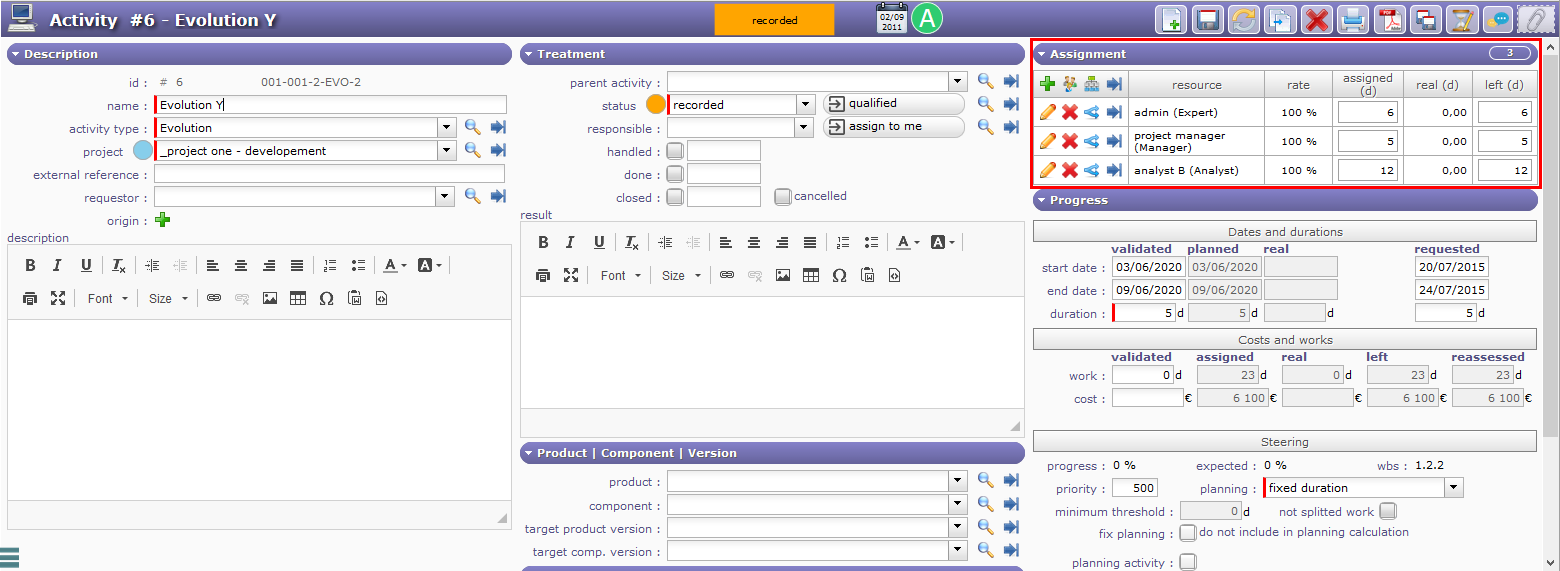 Activity #6 - Evolution Y
recorded
02/09
2011
A
PDF
Description
id : # 6 001-001-2-EVO-2
name : Evolution Y
activity type : Evolution
project _project one - developement
external reference :
requestor :
origin :
description
B I U Tx A A
Font Size
Treatment
parent activity :
status recorded qualified
responsible : assign to me
handled :
done :
closed : cancelled
result
B I U Tx A A
Font Size
Product | Component | Version
product :
component :
target product version :
target comp. version :
Assignment 3
resource rate assigned (d) real (d) left (d)
admin (Expert) 100 % 6 0,00 6
project manager (Manager) 100 % 5 0,00 5
analyst B (Analyst) 100 % 12 0,00 12
Progress
Dates and durations
validated planned real requested
start date : 03/06/2020 03/06/2020 20/07/2015
end date : 09/06/2020 09/06/2020 24/07/2015
duration : 5 d 5 d d 5 d
Costs and works
validated assigned real left reassessed
work : 0 d 23 d 0 d 23 d 23 d
cost : € 6 100 € € 6 100 € 6 100 €
Steering
progress : 0 % expected : 0 % wbs : 1.2.2
priority : 500 planning : fixed duration
minimum threshold : 0 d not splitted work
fix planning : do not include in planning calculation
planning activity :